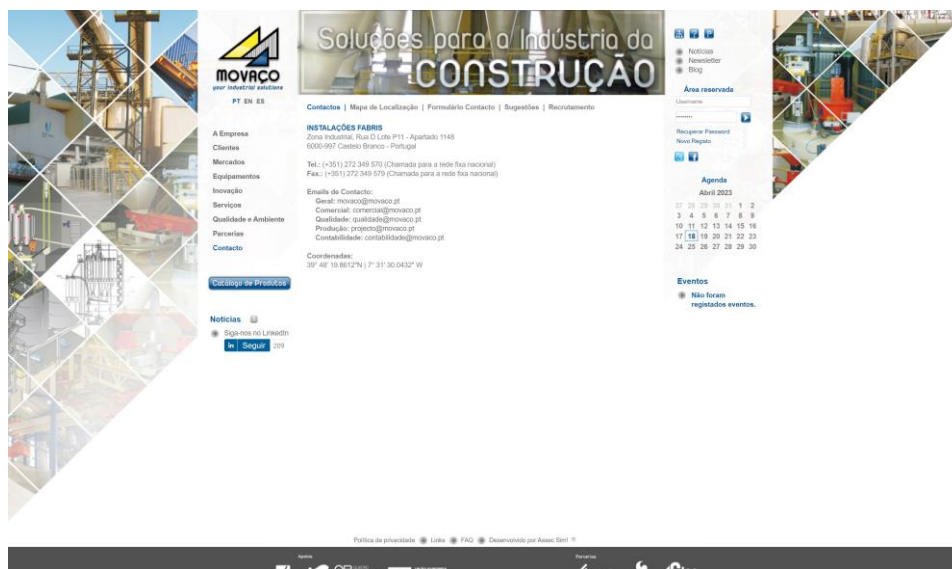 MOVAÇO
your industrial solutions
PT EN ES
Soluções para a Indústria da
CONSTRUÇÃO
Contactos | Mapa de Localização | Formulário Contacto | Sugestões | Recrutamento
A Empresa
Clientes
Mercados
Equipamentos
Inovação
Serviços
Qualidade e Ambiente
Parcerias
Contacto
Catálogo de Produtos
Notícias
Siga-nos no LinkedIn
in Seguir 209
INSTALAÇÕES FABRIS
Zona Industrial, Rua D Lote P11 - Apartado 1148
6000-997 Castelo Branco - Portugal
Tel.: (+351) 272 349 570 (Chamada para a rede fixa nacional)
Fax.: (+351) 272 349 579 (Chamada para a rede fixa nacional)
Emails de Contacto:
Geral: movaco@movaco.pt
Comercial: comercial@movaco.pt
Qualidade: qualidade@movaco.pt
Produção: projecto@movaco.pt
Contabilidade: contabilidade@movaco.pt
Coordenadas:
39° 48' 19.8612"N | 7° 31' 30.0432" W
Notícias
Newsletter
Blog
Área reservada
Username
Recuperar Password
Novo Registo
Agenda
Abril 2023
27 28 29 30 31 1 2
3 4 5 6 7 8 9
10 11 12 13 14 15 16
17 18 19 20 21 22 23
24 25 26 27 28 29 30
Eventos
Não foram
registados eventos.
Política de privacidade Links FAQ Desenvolvido por Assec Sim!
Apoios
Parcerias